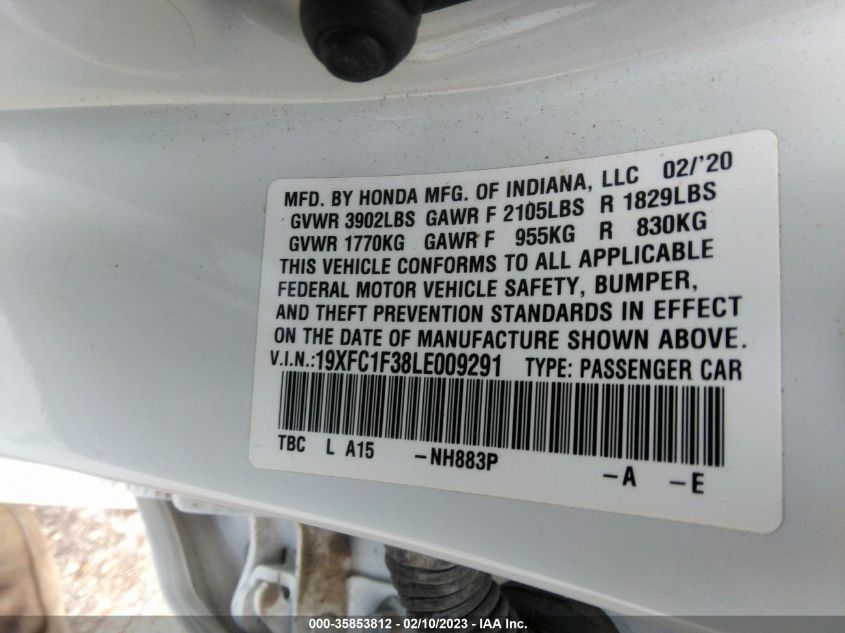 MFD. BY HONDA MFG. OF INDIANA, LLC 02/'20
GVWR 3902LBS GAWR F 2105LBS R 1829LBS
GVWR 1770KG GAWR F 955KG R 830KG
THIS VEHICLE CONFORMS TO ALL APPLICABLE
FEDERAL MOTOR VEHICLE SAFETY, BUMPER,
AND THEFT PREVENTION STANDARDS IN EFFECT
ON THE DATE OF MANUFACTURE SHOWN ABOVE.
V.I.N.:19XFC1F38LE009291 TYPE: PASSENGER CAR
TBC L A15 -NH883P -A -E
000-35853812 - 02/10/2023 - IAA Inc.